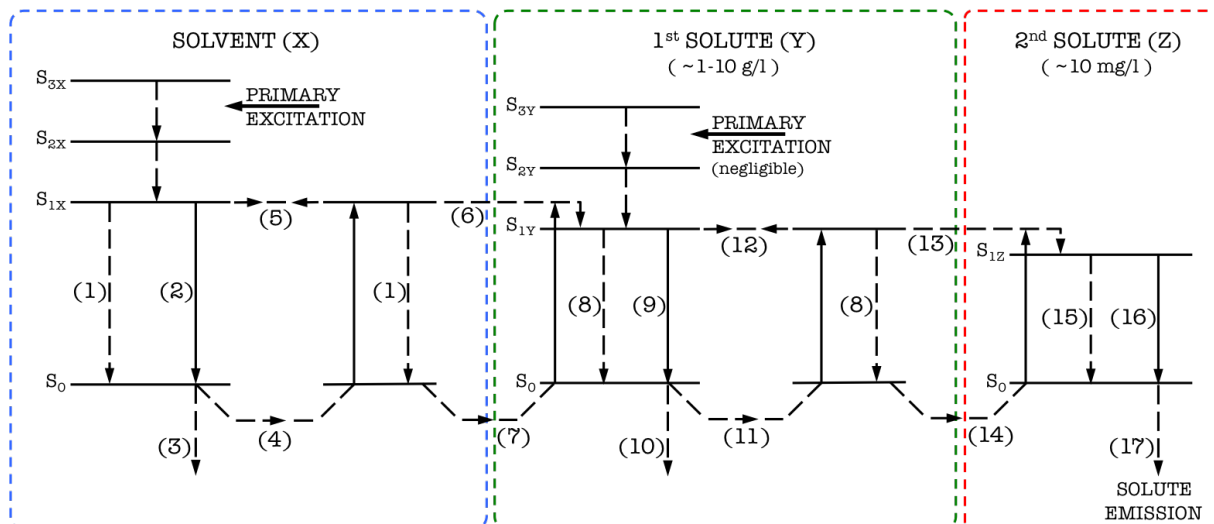 SOLVENT (X)
1st SOLUTE (Y)
( ~1-10 g/l )
2nd SOLUTE (Z)
( ~10 mg/l )
S3X
PRIMARY
EXCITATION
S2X
S1X
(5)
(6)
(1)
(2)
(1)
S0
(3)
(4)
(7)
S3Y
PRIMARY
EXCITATION
(negligible)
S2Y
S1Y
(12)
(13)
(8)
(9)
(8)
S0
(10)
(11)
(14)
S1Z
(15)
(16)
S0
(17)
SOLUTE
EMISSION